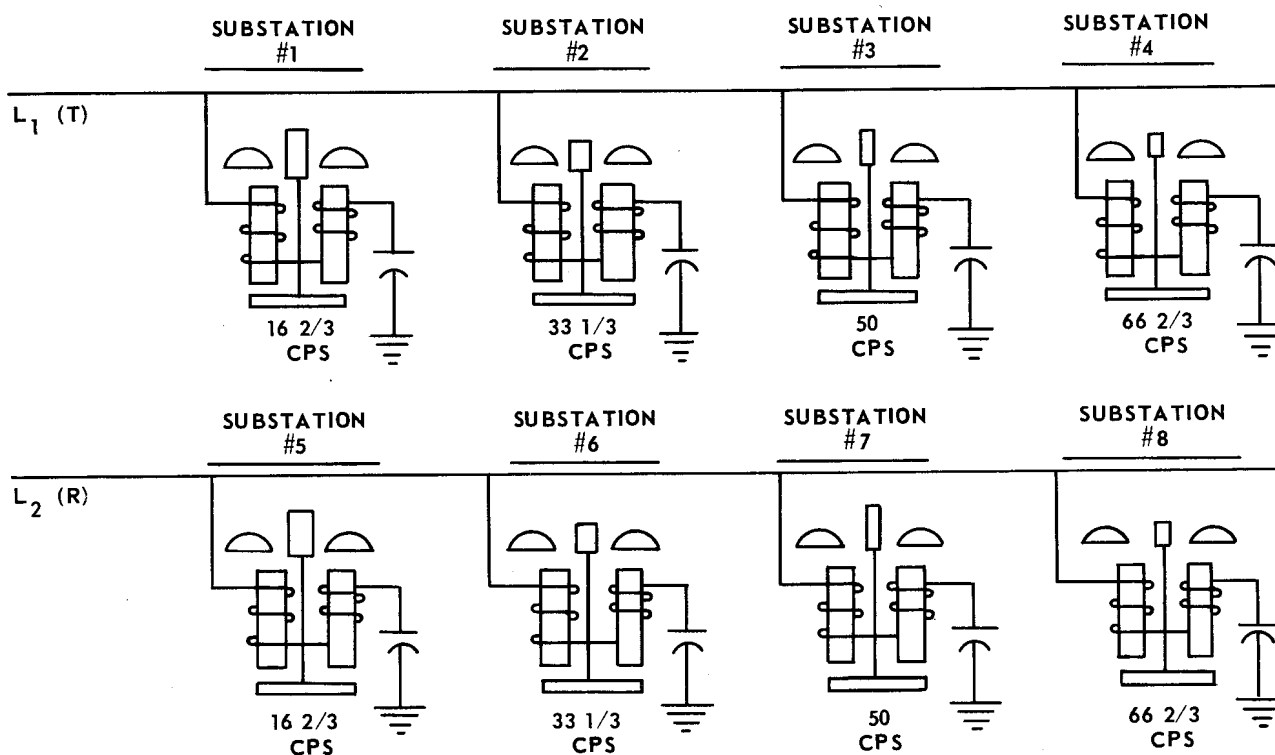 SUBSTATION
#1
SUBSTATION
#2
SUBSTATION
#3
SUBSTATION
#4
L₁ (T)
16 2/3
CPS
33 1/3
CPS
50
CPS
66 2/3
CPS
SUBSTATION
#5
SUBSTATION
#6
SUBSTATION
#7
SUBSTATION
#8
L₂ (R)
16 2/3
CPS
33 1/3
CPS
50
CPS
66 2/3
CPS